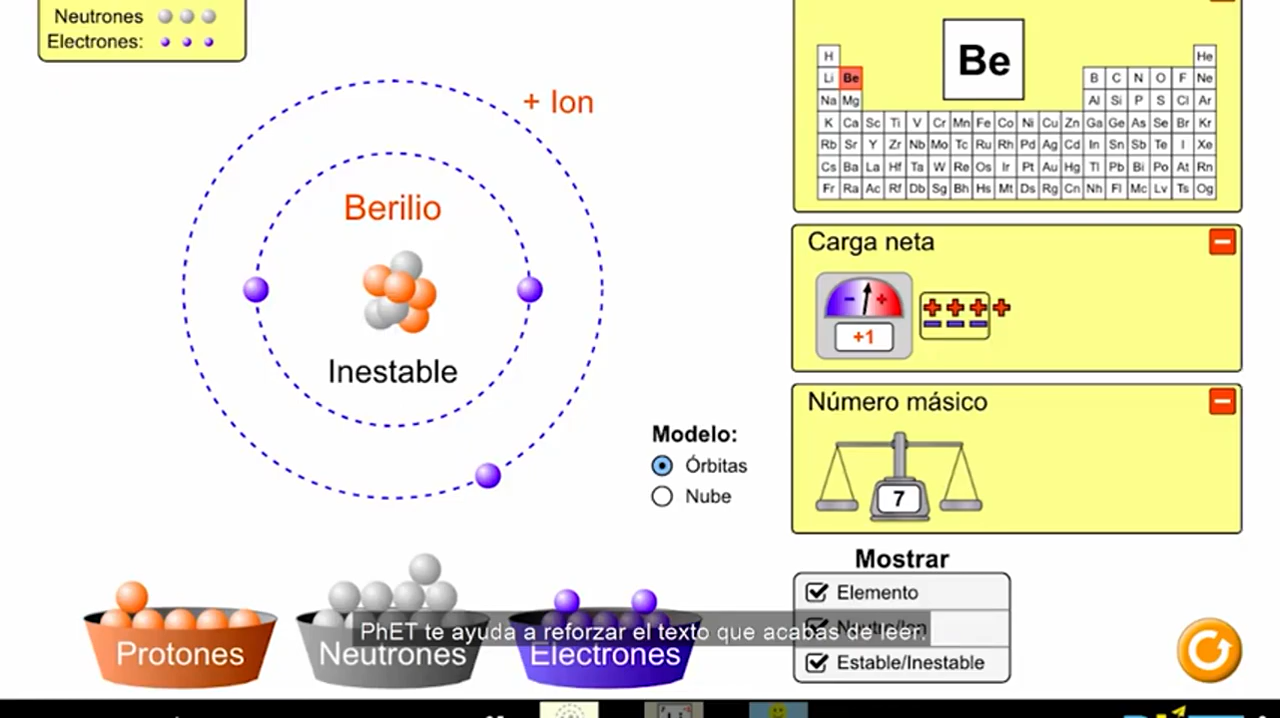 Neutrones
Electrones:
+ Ion
Berilio
Inestable
Be
H He
Li Be B C N O F Ne
Na Mg Al Si P S Cl Ar
K Ca Sc Ti V Cr Mn Fe Co Ni Cu Zn Ga Ge As Se Br Kr
Rb Sr Y Zr Nb Mo Tc Ru Rh Pd Ag Cd In Sn Sb Te I Xe
Cs Ba La Hf Ta W Re Os Ir Pt Au Hg Tl Pb Bi Po At Rn
Fr Ra Ac Rf Db Sg Bh Hs Mt Ds Rg Cn Nh Fl Mc Lv Ts Og
Carga neta
- +
+1
Número másico
7
Modelo:
Órbitas
Nube
Mostrar
Elemento
Neutro/Ion
Estable/Inestable
PhET te ayuda a reforzar el texto que acabas de leer.
Protones
Neutrones
Electrones